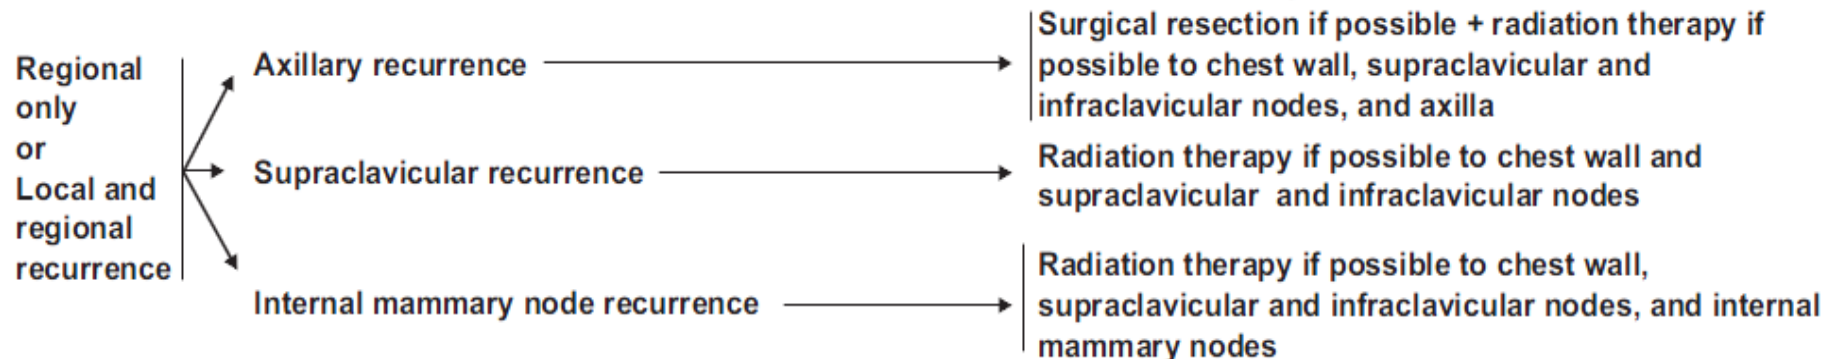 Regional
only
or
Local and
regional
recurrence
Axillary recurrence
Surgical resection if possible + radiation therapy if
possible to chest wall, supraclavicular and
infraclavicular nodes, and axilla
Supraclavicular recurrence
Radiation therapy if possible to chest wall and
supraclavicular and infraclavicular nodes
Internal mammary node recurrence
Radiation therapy if possible to chest wall,
supraclavicular and infraclavicular nodes, and internal
mammary nodes